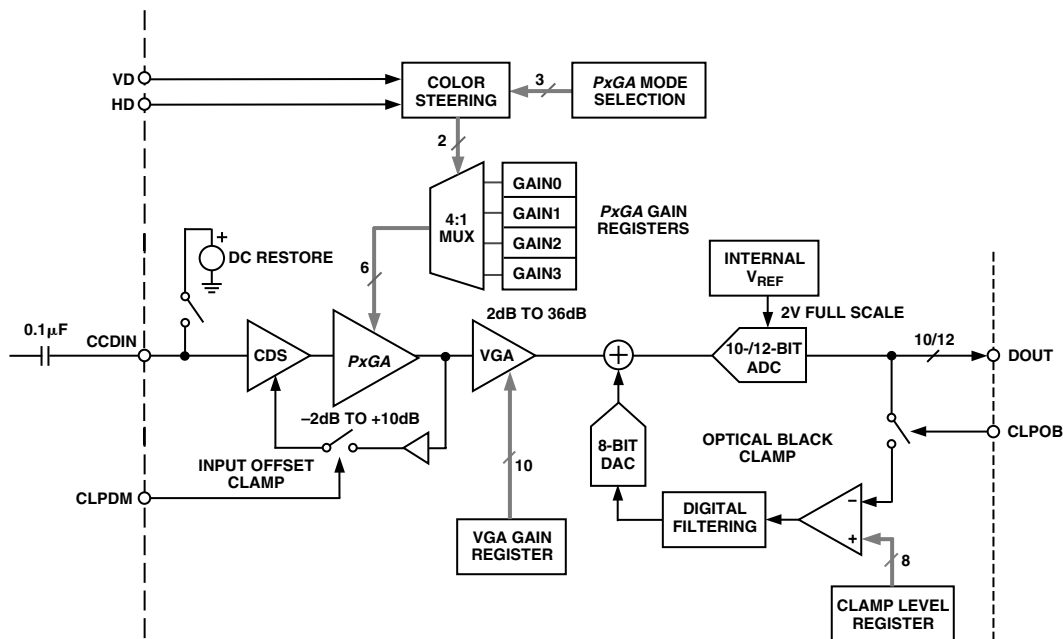 VD
HD
COLOR
STEERING
3
PxGA MODE
SELECTION
2
4:1
MUX
GAIN0
GAIN1
GAIN2
GAIN3
PxGA GAIN
REGISTERS
+
DC RESTORE
6
INTERNAL
VREF
2dB TO 36dB
2V FULL SCALE
0.1μF
CCDIN
CDS
PxGA
VGA
+
10-/12-BIT
ADC
10/12
DOUT
–2dB TO +10dB
8-BIT
DAC
OPTICAL BLACK
CLAMP
CLPOB
INPUT OFFSET
CLAMP
10
CLPDM
DIGITAL
FILTERING
–
+
VGA GAIN
REGISTER
8
CLAMP LEVEL
REGISTER